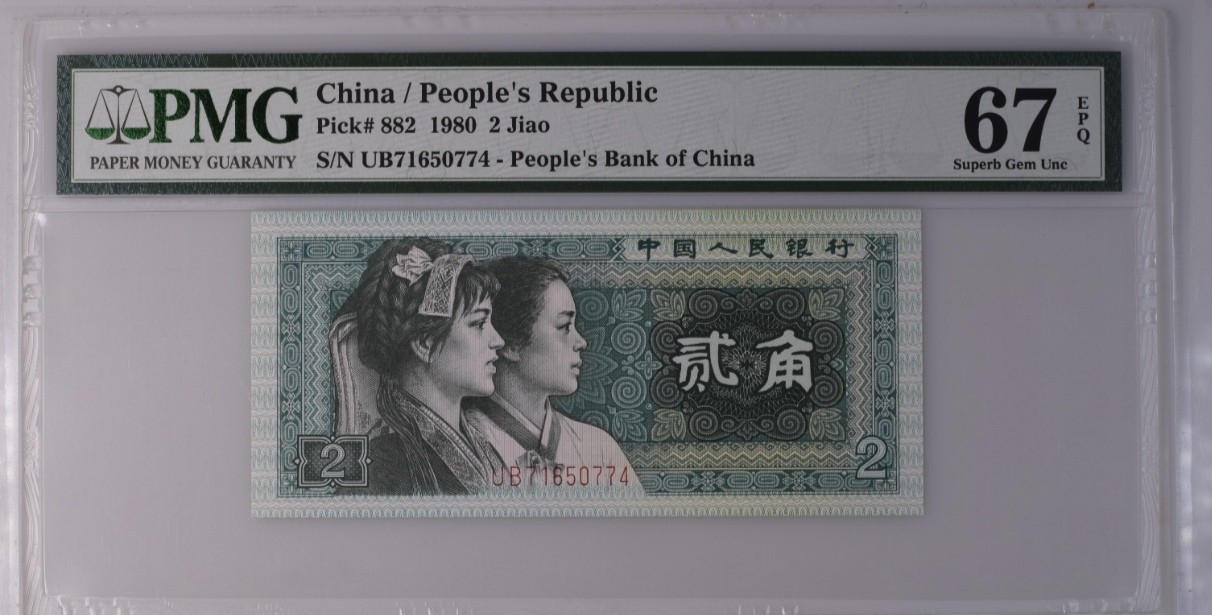 PMG
PAPER MONEY GUARANTY
China / People's Republic
Pick# 882 1980 2 Jiao
S/N UB71650774 - People's Bank of China
67
EPQ
Superb Gem Unc
中国人民银行
贰角
2
UB71650774
2